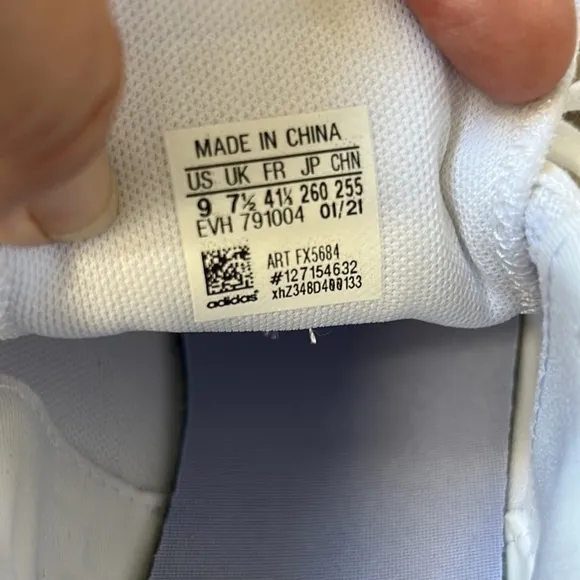 MADE IN CHINA
US UK FR JP CHN
9 7½ 41⅓ 260 255
EVH 791004 01/21
ART FX5684
#127154632
xhZ348D400133
adidas